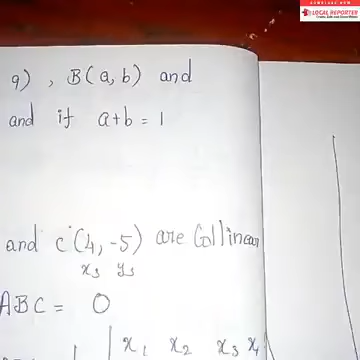 LOCAL REPORTER
9) , B(a, b) and
and if a+b = 1
and C(4, -5) are Collinear
x₃ y₃
ABC = 0
x₁ x₂ x₃ x₄